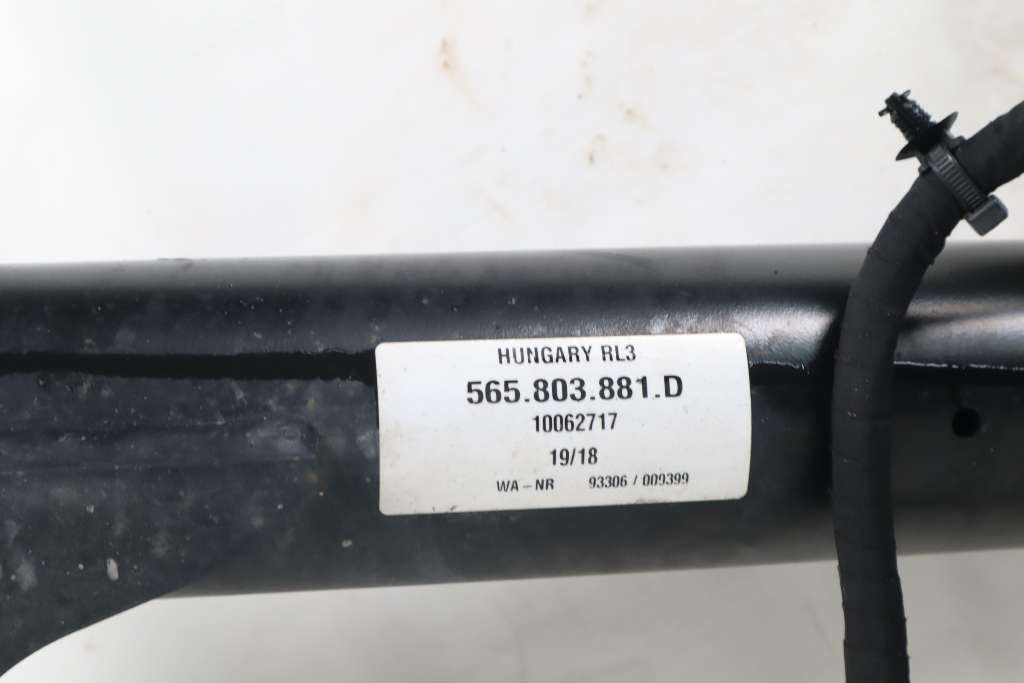 HUNGARY RL3
565.803.881.D
10062717
19/18
WA-NR 93306 / 009399